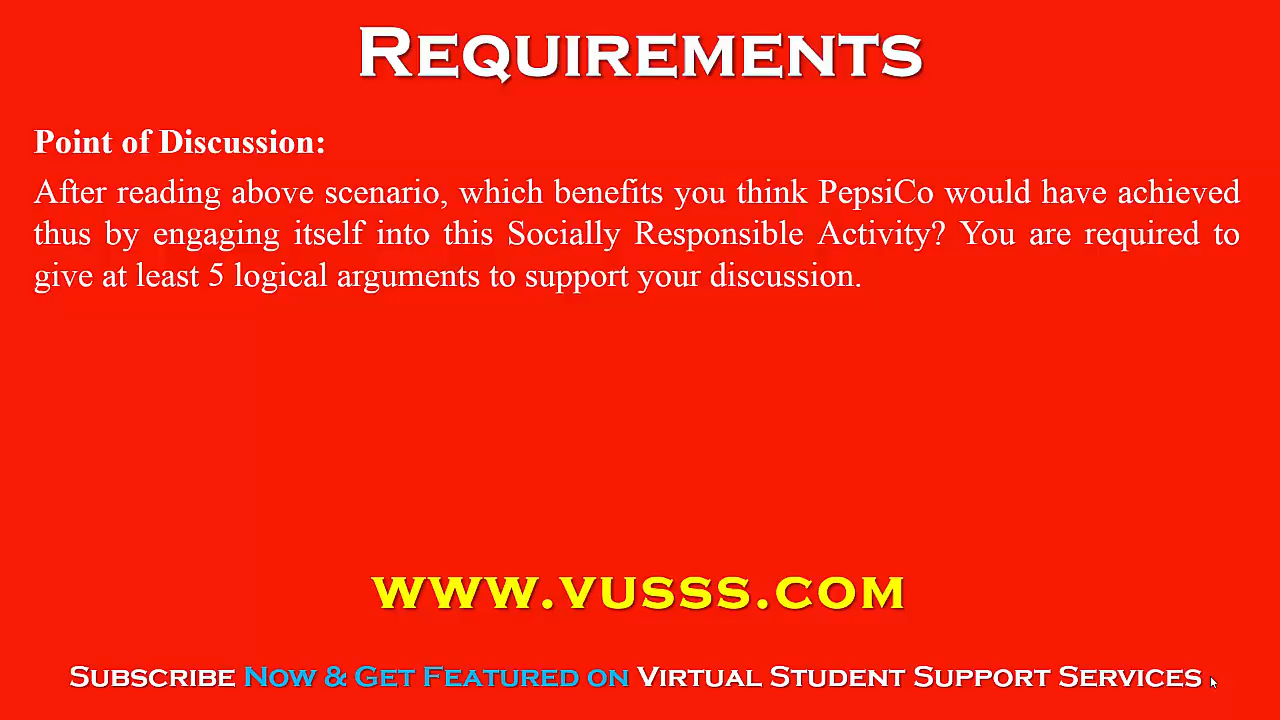 REQUIREMENTS
Point of Discussion:
After reading above scenario, which benefits you think PepsiCo would have achieved
thus by engaging itself into this Socially Responsible Activity? You are required to
give at least 5 logical arguments to support your discussion.
WWW.VUSSS.COM
SUBSCRIBE NOW & GET FEATURED ON VIRTUAL STUDENT SUPPORT SERVICES